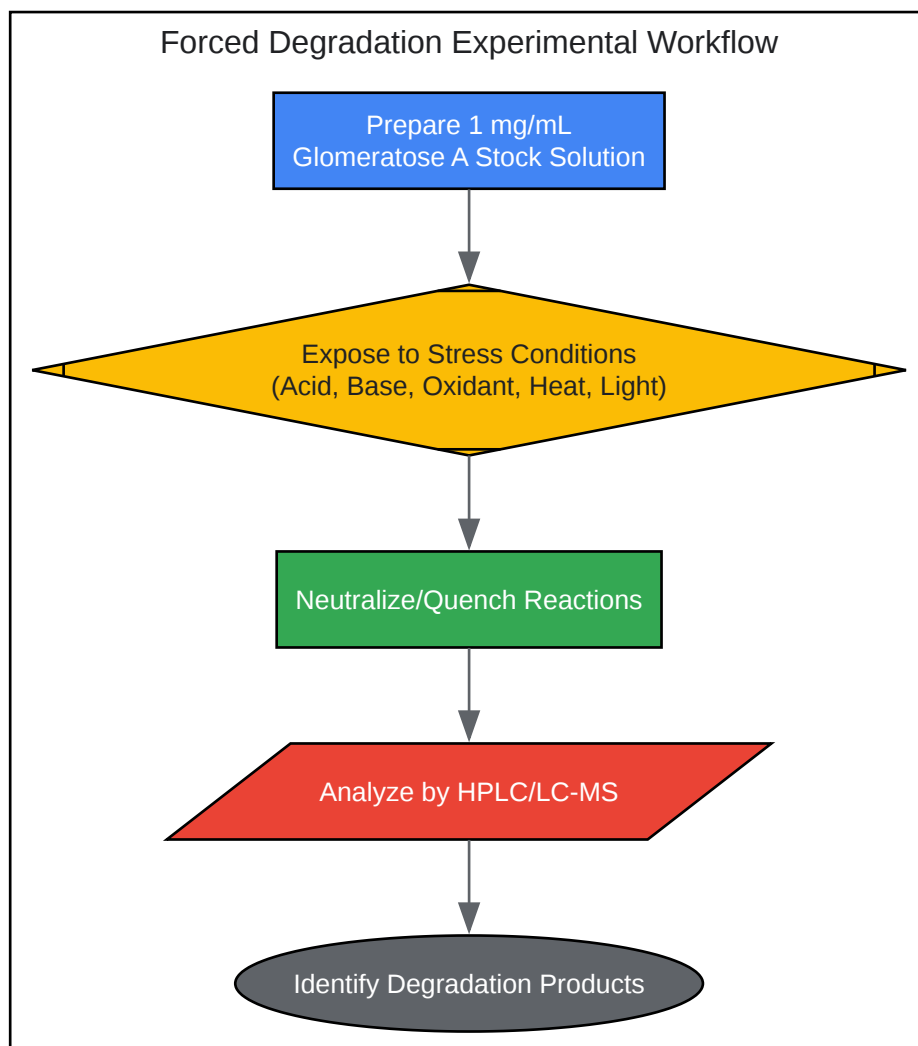 Forced Degradation Experimental Workflow
Prepare 1 mg/mL
Glomeratose A Stock Solution
Expose to Stress Conditions
(Acid, Base, Oxidant, Heat, Light)
Neutralize/Quench Reactions
Analyze by HPLC/LC-MS
Identify Degradation Products